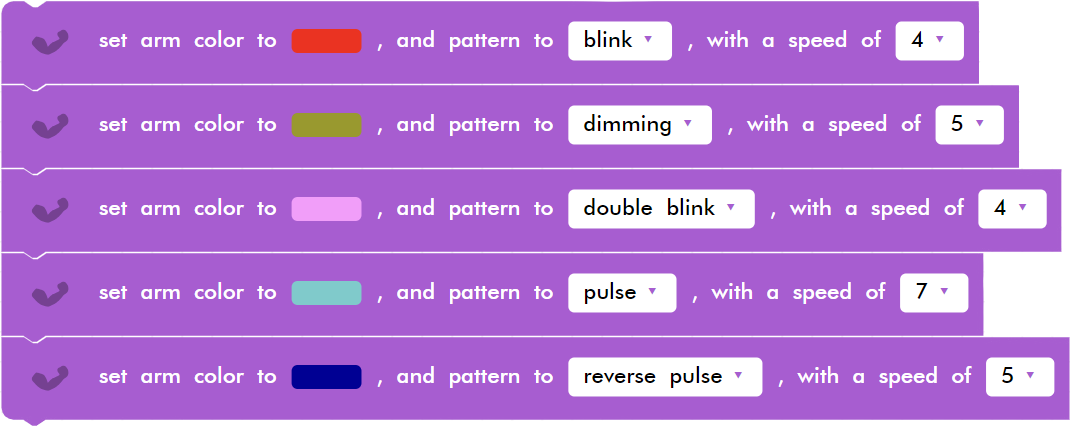 set arm color to , and pattern to blink , with a speed of 4
set arm color to , and pattern to dimming , with a speed of 5
set arm color to , and pattern to double blink , with a speed of 4
set arm color to , and pattern to pulse , with a speed of 7
set arm color to , and pattern to reverse pulse , with a speed of 5